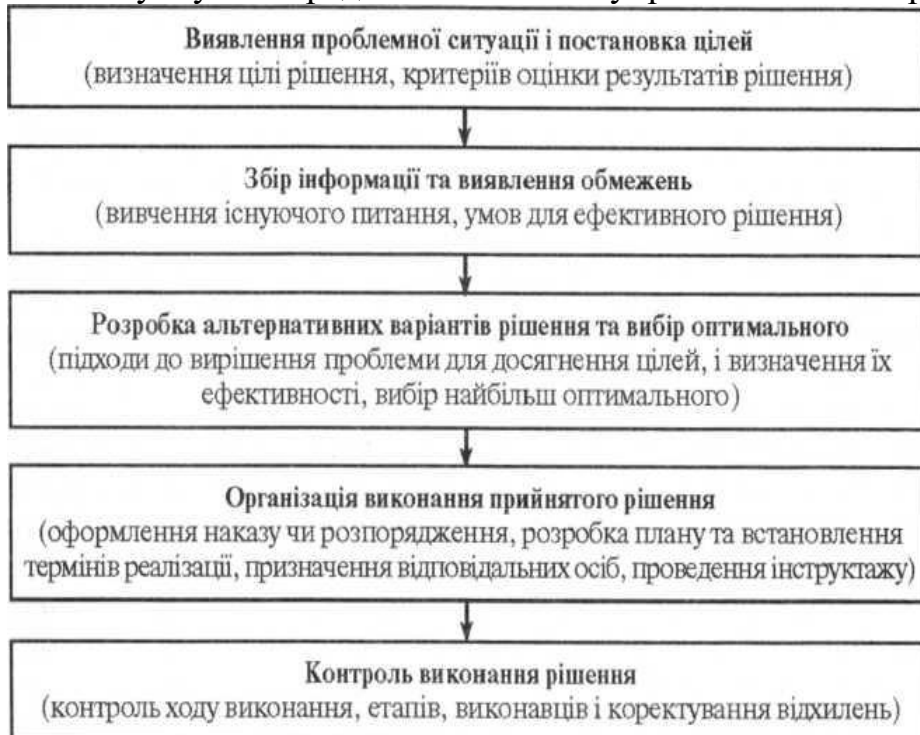 Виявлення проблемної ситуації і постановка цілей
(визначення цілі рішення, критеріїв оцінки результатів рішення)
Збір інформації та виявлення обмежень
(вивчення існуючого питання, умов для ефективного рішення)
Розробка альтернативних варіантів рішення та вибір оптимального
(підходи до вирішення проблеми для досягнення цілей, і визначення їх
ефективності, вибір найбільш оптимального)
Організація виконання прийнятого рішення
(оформлення наказу чи розпорядження, розробка плану та встановлення
термінів реалізації, призначення відповідальних осіб, проведення інструктажу)
Контроль виконання рішення
(контроль ходу виконання, етапів, виконавців і коректування відхилень)